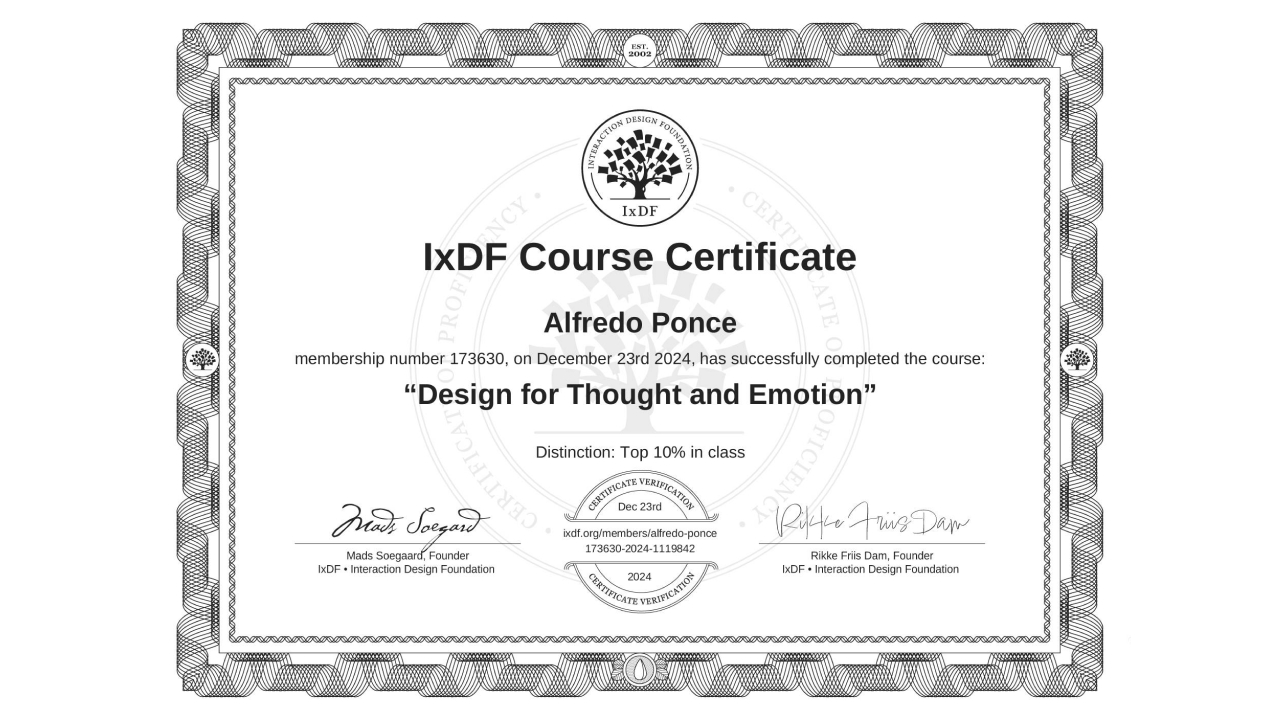 EST.
2002
INTERACTION DESIGN FOUNDATION
IxDF
• CERTIFICATE OF PROFICIENCY •
• CERTIFICATE OF PROFICIENCY •
IxDF Course Certificate
Alfredo Ponce
membership number 173630, on December 23rd 2024, has successfully completed the course:
“Design for Thought and Emotion”
Distinction: Top 10% in class
CERTIFICATE VERIFICATION
Dec 23rd
ixdf.org/members/alfredo-ponce
173630-2024-1119842
2024
CERTIFICATE VERIFICATION
Mads Soegaard
Mads Soegaard, Founder
IxDF • Interaction Design Foundation
Rikke Friis Dam
Rikke Friis Dam, Founder
IxDF • Interaction Design Foundation